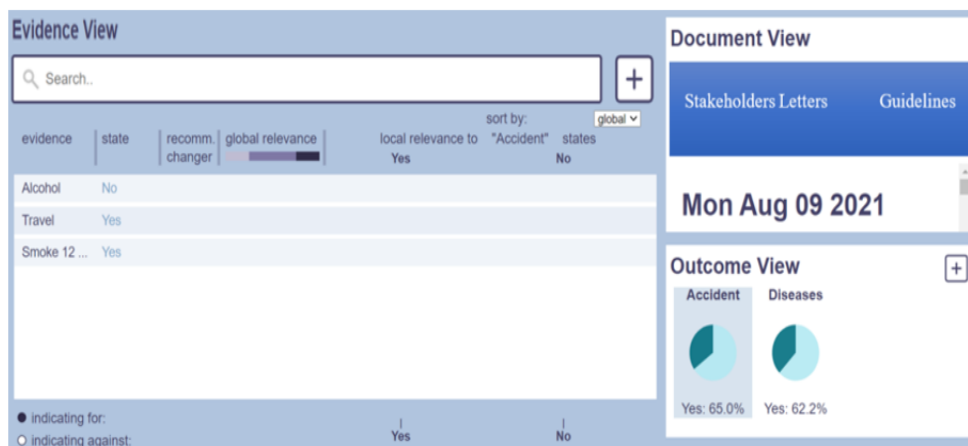 Evidence View
Search..
+
sort by: global
evidence state recomm. changer global relevance local relevance to "Accident" states
Yes No
Alcohol No
Travel Yes
Smoke 12 ... Yes
indicating for:
indicating against:
Yes No
Document View
Stakeholders Letters Guidelines
Mon Aug 09 2021
Outcome View +
Accident Diseases
Yes: 65.0% Yes: 62.2%